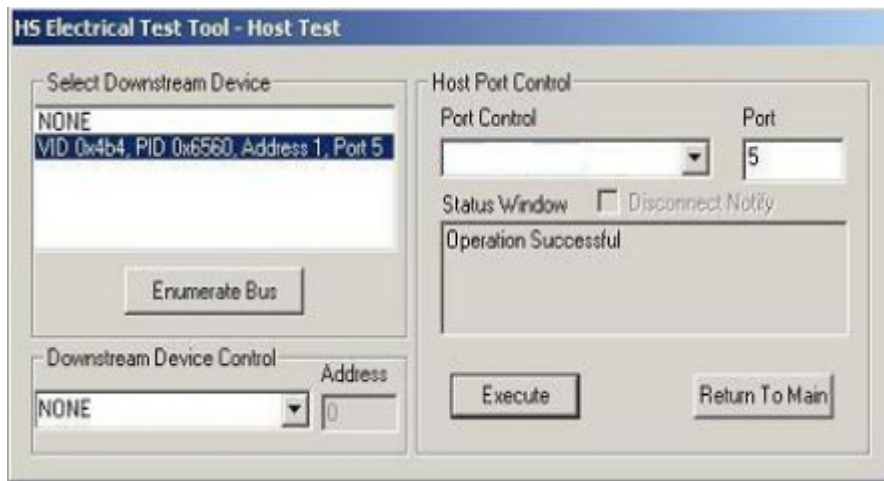 HS Electrical Test Tool - Host Test
Select Downstream Device
NONE
VID 0x4b4, PID 0x6560, Address 1, Port 5
Enumerate Bus
Downstream Device Control
Address
NONE
0
Host Port Control
Port Control
Port
5
Status Window
Disconnect Notify
Operation Successful
Execute
Return To Main